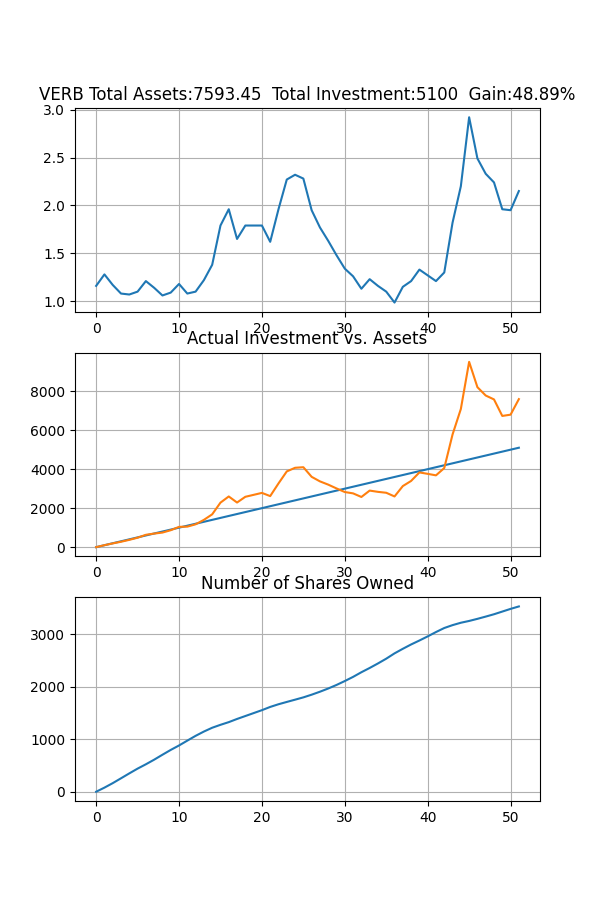 VERB Total Assets:7593.45  Total Investment:5100  Gain:48.89%
3.0
2.5
2.0
1.5
1.0
0 10 20 30 40 50
Actual Investment vs. Assets
8000
6000
4000
2000
0
0 10 20 30 40 50
Number of Shares Owned
3000
2000
1000
0
0 10 20 30 40 50